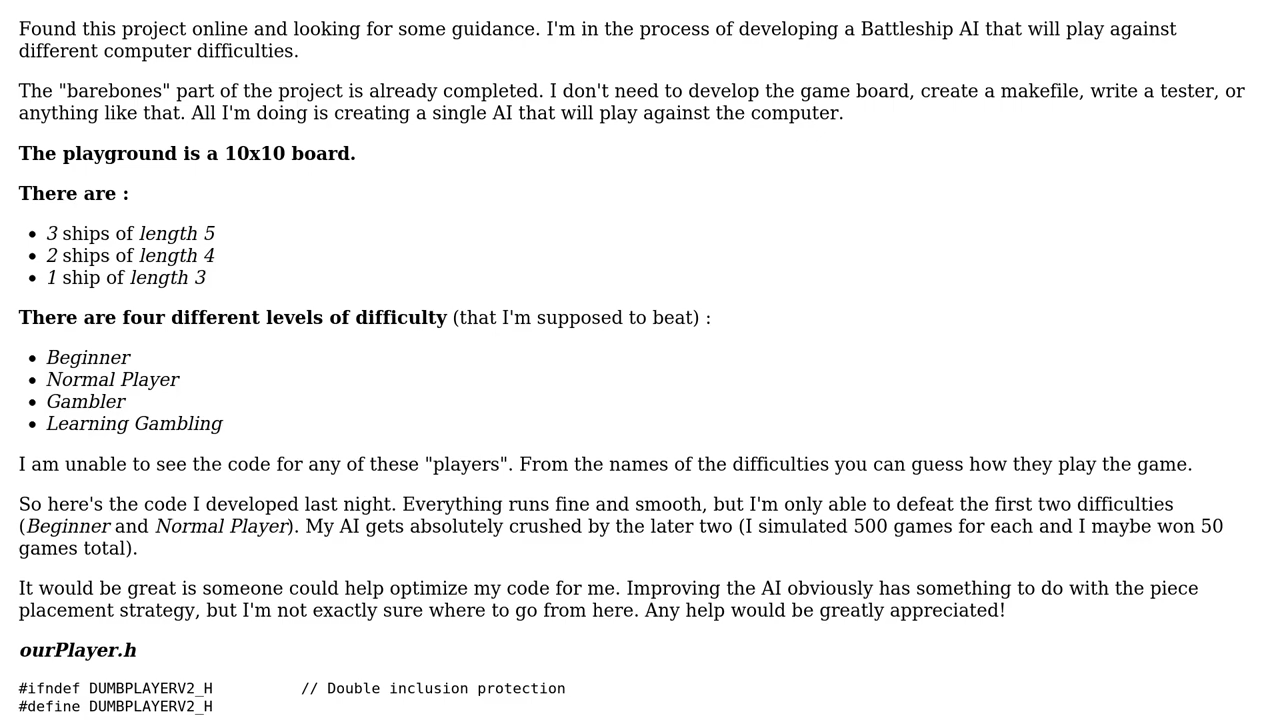 Found this project online and looking for some guidance. I'm in the process of developing a Battleship AI that will play against
different computer difficulties.
The "barebones" part of the project is already completed. I don't need to develop the game board, create a makefile, write a tester, or
anything like that. All I'm doing is creating a single AI that will play against the computer.
The playground is a 10x10 board.
There are :
• 3 ships of length 5
• 2 ships of length 4
• 1 ship of length 3
There are four different levels of difficulty (that I'm supposed to beat) :
• Beginner
• Normal Player
• Gambler
• Learning Gambling
I am unable to see the code for any of these "players". From the names of the difficulties you can guess how they play the game.
So here's the code I developed last night. Everything runs fine and smooth, but I'm only able to defeat the first two difficulties
(Beginner and Normal Player). My AI gets absolutely crushed by the later two (I simulated 500 games for each and I maybe won 50
games total).
It would be great is someone could help optimize my code for me. Improving the AI obviously has something to do with the piece
placement strategy, but I'm not exactly sure where to go from here. Any help would be greatly appreciated!
ourPlayer.h
#ifndef DUMBPLAYERV2_H          // Double inclusion protection
#define DUMBPLAYERV2_H